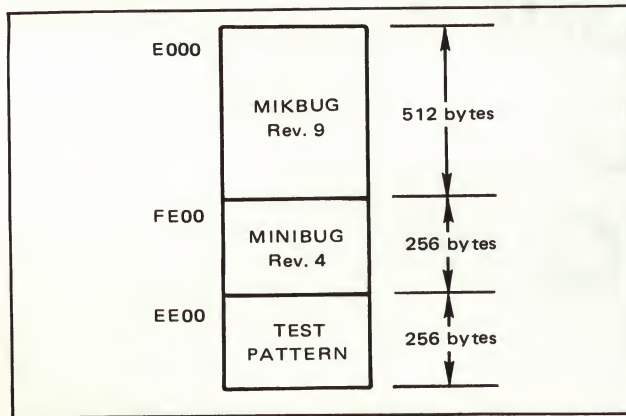 E000
MIKBUG
Rev. 9
512 bytes
FE00
MINIBUG
Rev. 4
256 bytes
EE00
TEST
PATTERN
256 bytes